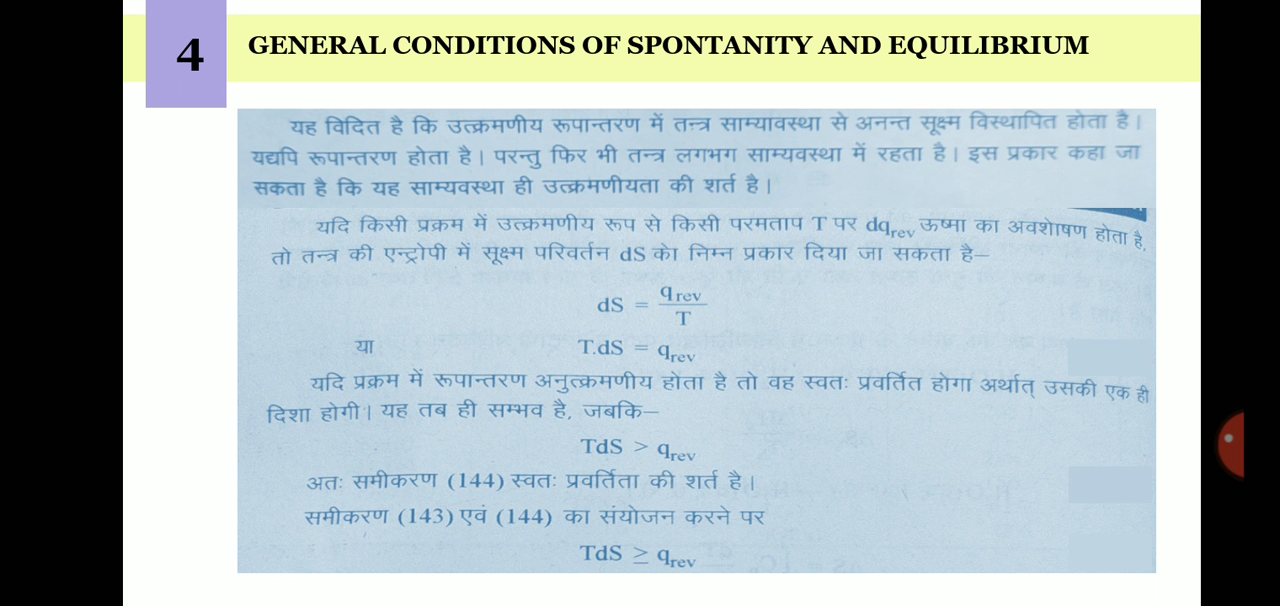 4
GENERAL CONDITIONS OF SPONTANITY AND EQUILIBRIUM
यह विदित है कि उत्क्रमणीय रूपान्तरण में तन्त्र साम्यावस्था से अनन्त सूक्ष्म विस्थापित होता है।
यद्यपि रूपान्तरण होता है। परन्तु फिर भी तन्त्र लगभग साम्यवस्था में रहता है। इस प्रकार कहा जा
सकता है कि यह साम्यवस्था ही उत्क्रमणीयता की शर्त है।
यदि किसी प्रक्रम में उत्क्रमणीय रूप से किसी परमताप T पर dqrev ऊष्मा का अवशोषण होता है,
तो तन्त्र की एन्ट्रोपी में सूक्ष्म परिवर्तन dS को निम्न प्रकार दिया जा सकता है–
dS = qrev / T
या T.dS = qrev
यदि प्रक्रम में रूपान्तरण अनुत्क्रमणीय होता है तो वह स्वतः प्रवर्तित होगा अर्थात् उसकी एक ही
दिशा होगी। यह तब ही सम्भव है, जबकि–
TdS > qrev
अतः समीकरण (144) स्वतः प्रवर्तिता की शर्त है।
समीकरण (143) एवं (144) का संयोजन करने पर
TdS ≥ qrev